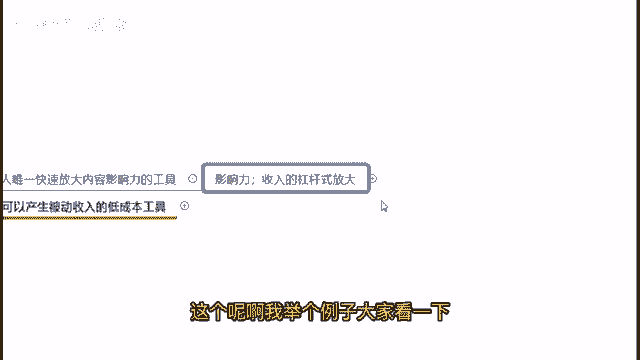 人唯一快速放大内容影响力的工具
影响力；收入的杠杆式放大
可以产生被动收入的低成本工具
这个呢啊我举个例子大家看一下